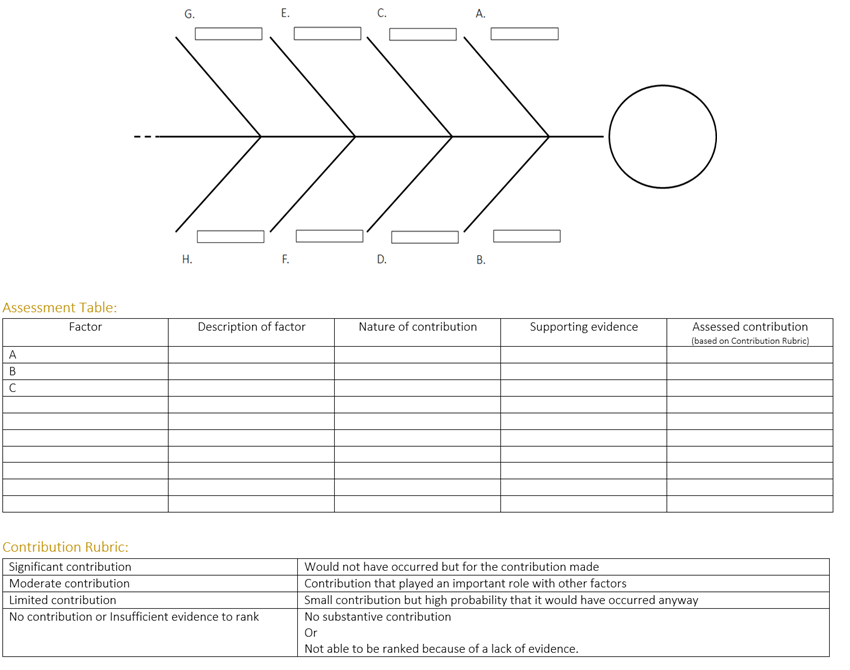 G. E. C. A.
H. F. D. B.
Assessment Table:
Factor Description of factor Nature of contribution Supporting evidence Assessed contribution
(based on Contribution Rubric)
A
B
C
Contribution Rubric:
Significant contribution Would not have occurred but for the contribution made
Moderate contribution Contribution that played an important role with other factors
Limited contribution Small contribution but high probability that it would have occurred anyway
No contribution or Insufficient evidence to rank No substantive contribution
Or
Not able to be ranked because of a lack of evidence.